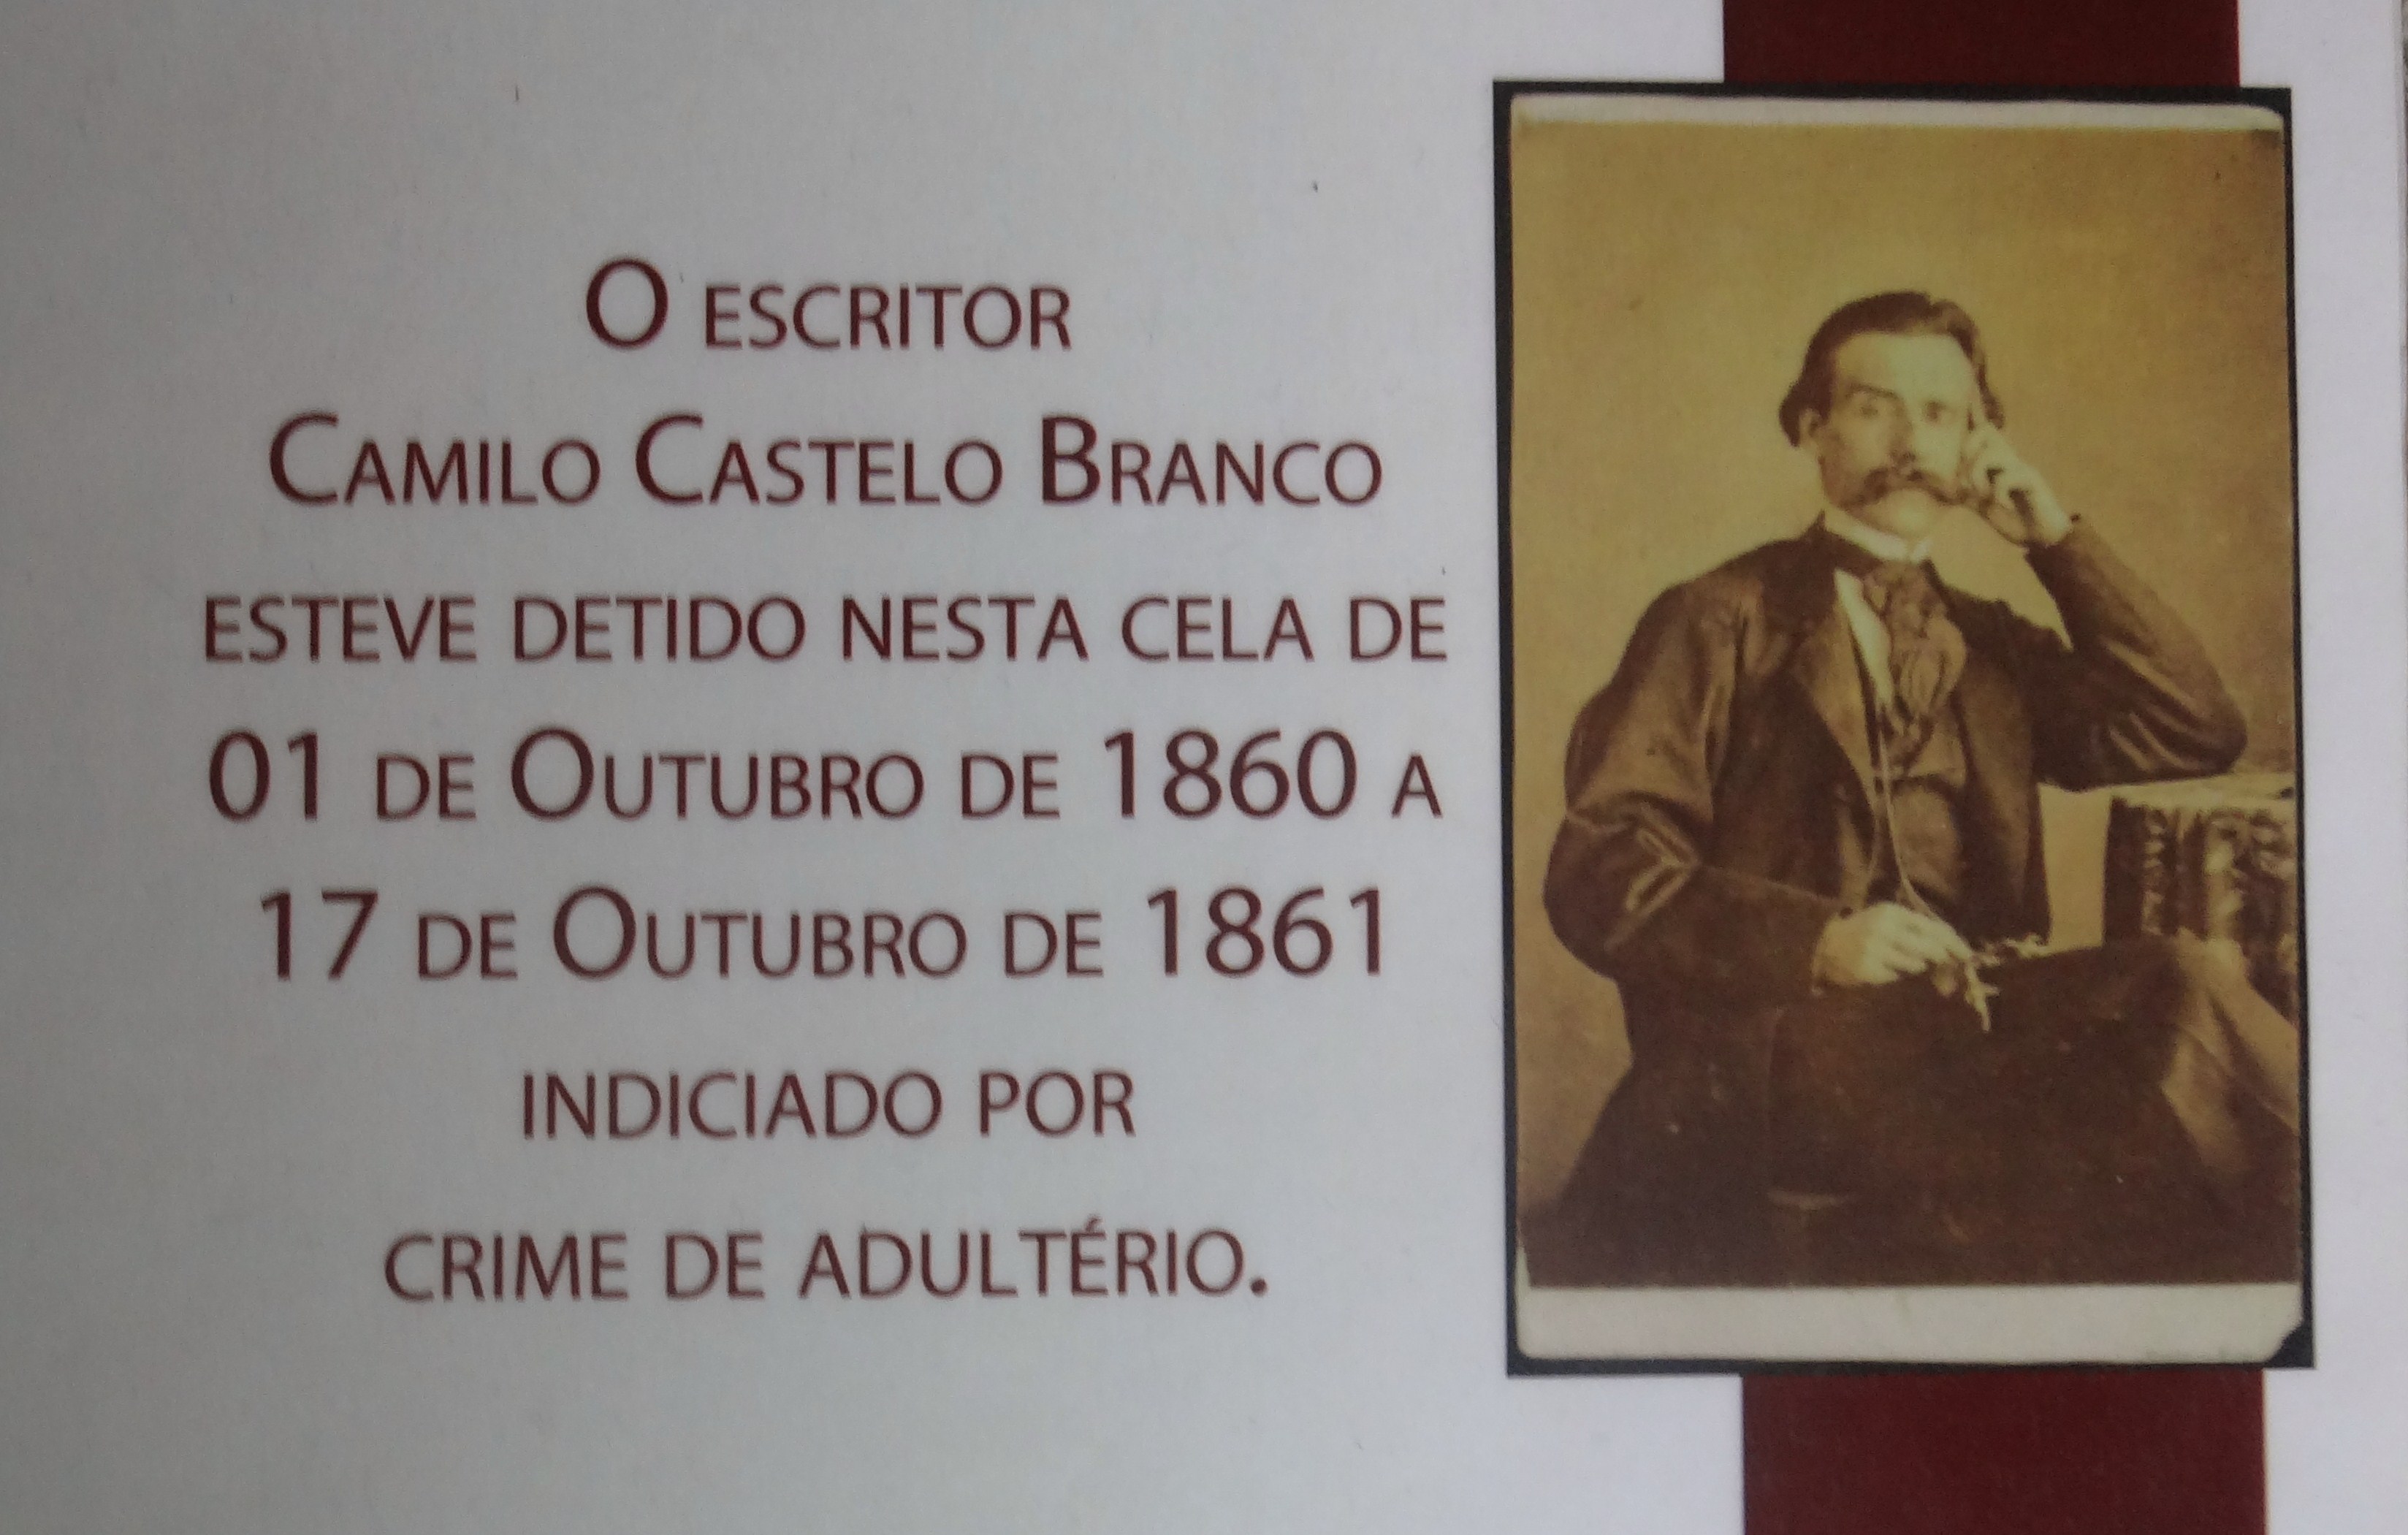 O ESCRITOR
CAMILO CASTELO BRANCO
ESTEVE DETIDO NESTA CELA DE
01 DE OUTUBRO DE 1860 A
17 DE OUTUBRO DE 1861
INDICIADO POR
CRIME DE ADULTÉRIO.